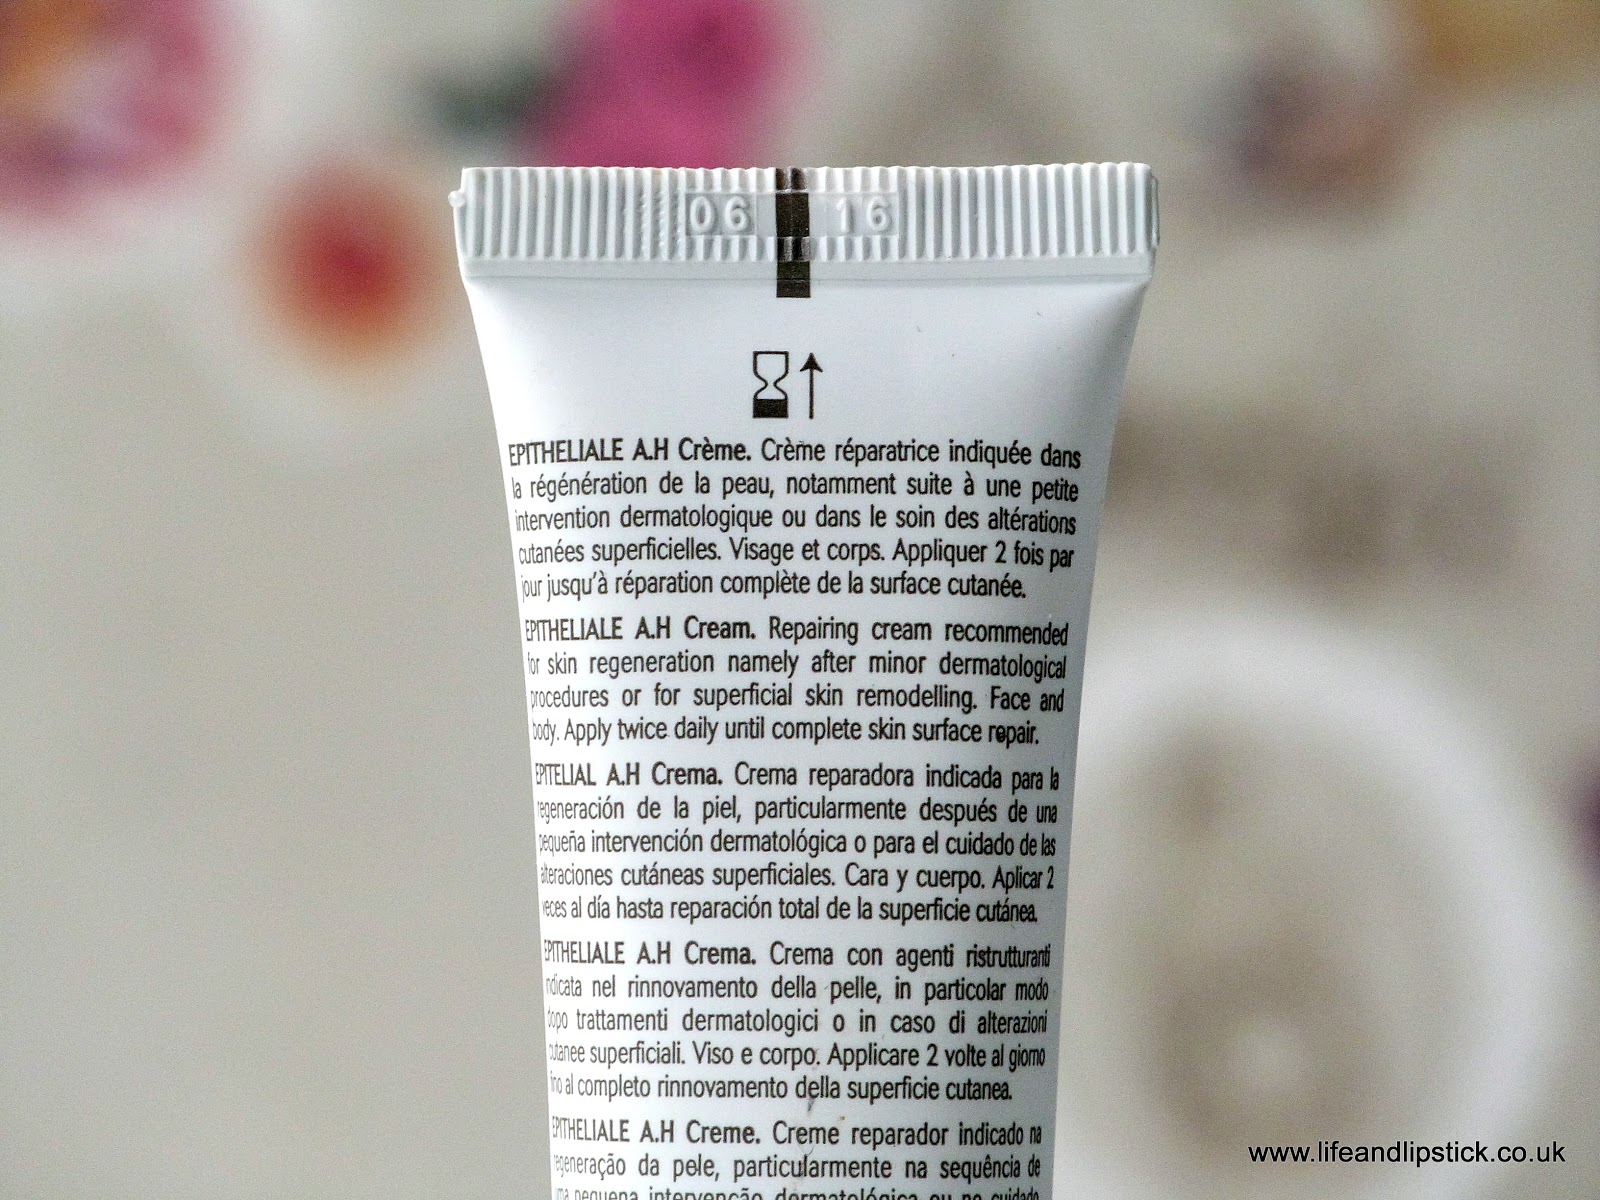 06 16
EPITHELIALE A.H Crème. Crème réparatrice indiquée dans
la régénération de la peau, notamment suite à une petite
intervention dermatologique ou dans le soin des altérations
cutanées superficielles. Visage et corps. Appliquer 2 fois par
jour jusqu'à réparation complète de la surface cutanée.
EPITHELIALE A.H Cream. Repairing cream recommended
for skin regeneration namely after minor dermatological
procedures or for superficial skin remodelling. Face and
body. Apply twice daily until complete skin surface repair.
EPITELIAL A.H Crema. Crema reparadora indicada para la
regeneración de la piel, particularmente después de una
pequeña intervención dermatológica o para el cuidado de las
alteraciones cutáneas superficiales. Cara y cuerpo. Aplicar 2
veces al día hasta reparación total de la superficie cutánea.
EPITHELIALE A.H Crema. Crema con agenti ristrutturanti
indicata nel rinnovamento della pelle, in particolar modo
dopo trattamenti dermatologici o in caso di alterazioni
cutanee superficiali. Viso e corpo. Applicare 2 volte al giorno
fino al completo rinnovamento della superficie cutanea.
EPITHELIALE A.H Creme. Creme reparador indicado na
regeneração da pele, particularmente na sequência de
uma pequena intervenção dermatológica ou no cuidado
www.lifeandlipstick.co.uk